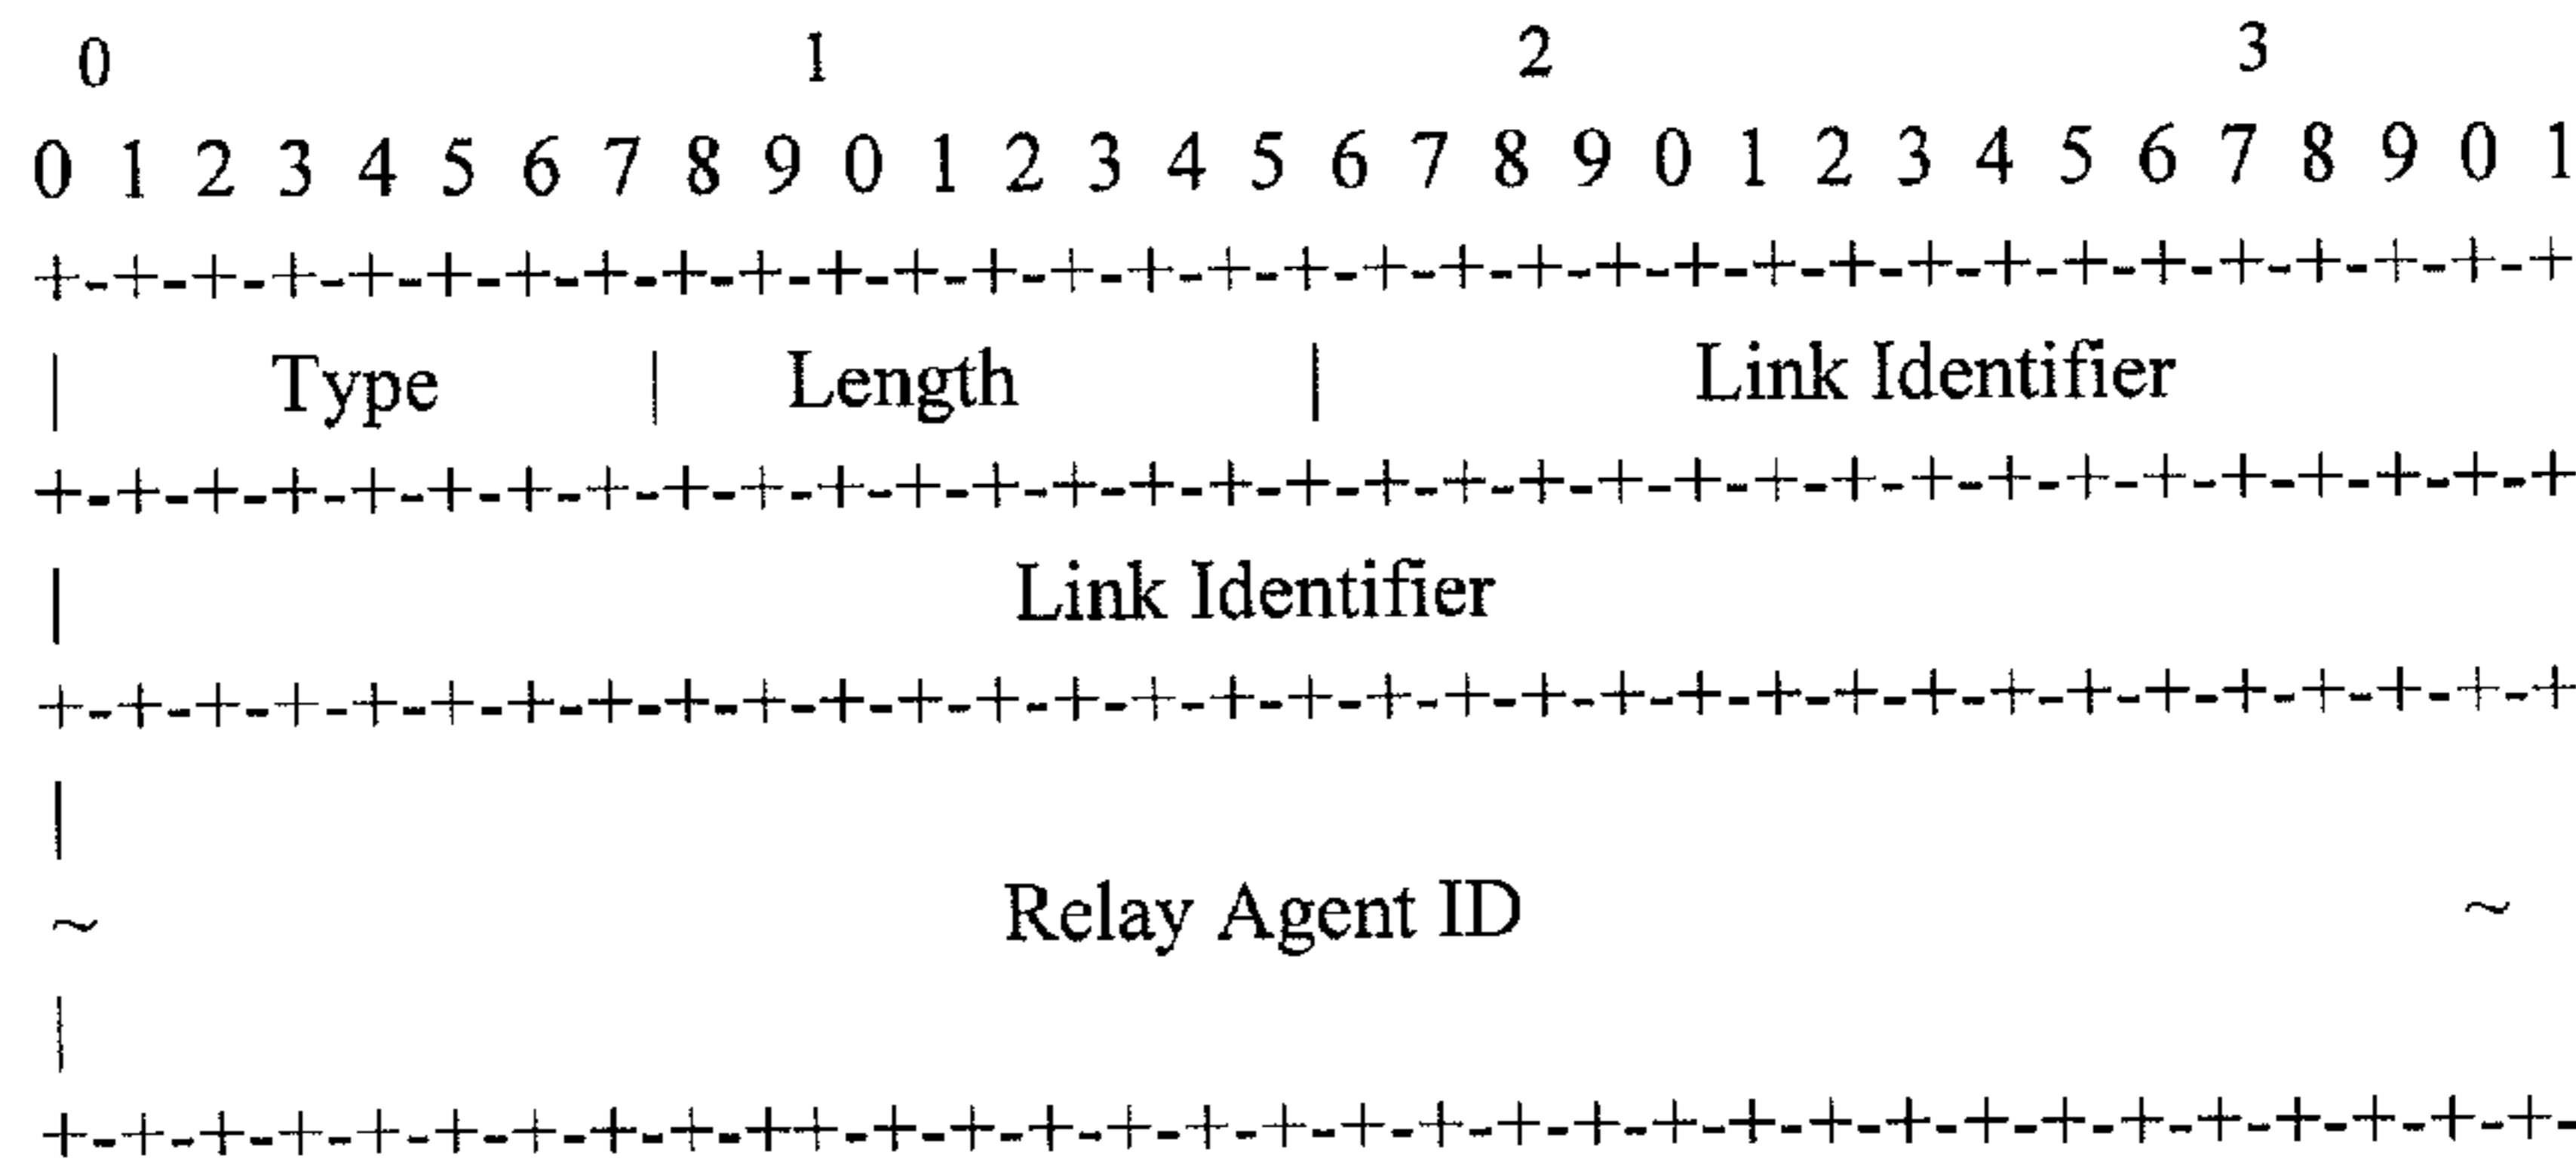 0 1 2 3
0 1 2 3 4 5 6 7 8 9 0 1 2 3 4 5 6 7 8 9 0 1 2 3 4 5 6 7 8 9 0 1
+-+-+-+-+-+-+-+-+-+-+-+-+-+-+-+-+-+-+-+-+-+-+-+-+-+-+-+-+-+-+-+-+
| Type | Length | Link Identifier
+-+-+-+-+-+-+-+-+-+-+-+-+-+-+-+-+-+-+-+-+-+-+-+-+-+-+-+-+-+-+-+-+
| Link Identifier
+-+-+-+-+-+-+-+-+-+-+-+-+-+-+-+-+-+-+-+-+-+-+-+-+-+-+-+-+-+-+-+-+
|
~ Relay Agent ID ~
|
+-+-+-+-+-+-+-+-+-++-+-+-+-+-+-+-+-+-+-+-+-+-+-+-+-+-+-+-+-+-+-+-